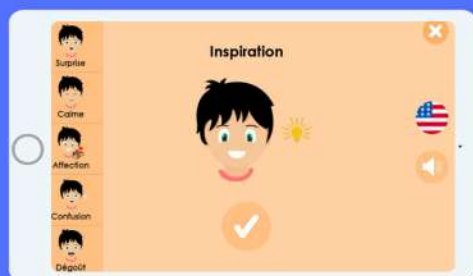 Surprise
Calme
Affection
Confusion
Dégoût
Inspiration